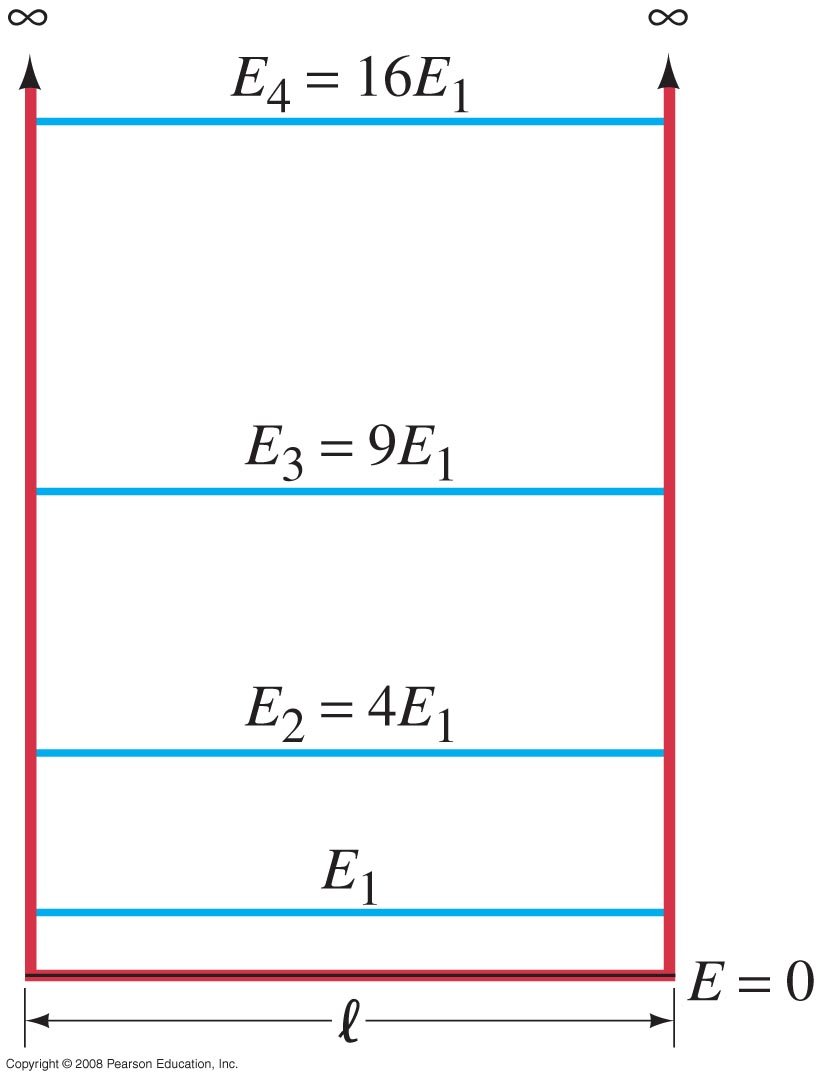 ∞ ∞
E₄ = 16E₁
E₃ = 9E₁
E₂ = 4E₁
E₁
E = 0
ℓ
Copyright © 2008 Pearson Education, Inc.